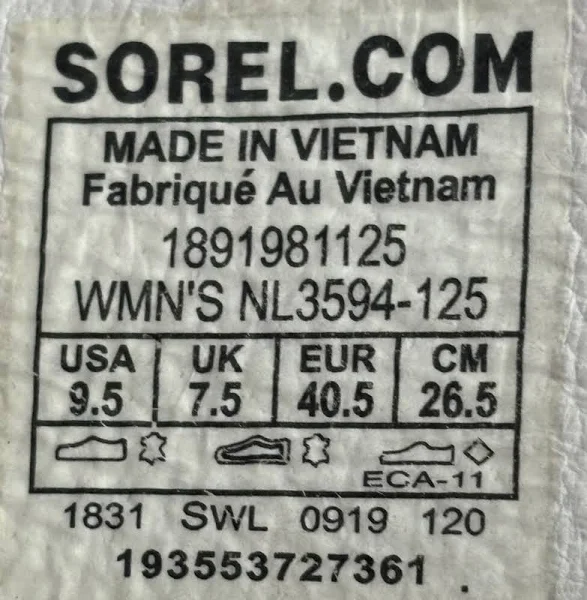 SOREL.COM
MADE IN VIETNAM
Fabriqué Au Vietnam
1891981125
WMN'S NL3594-125
USA UK EUR CM
9.5 7.5 40.5 26.5
ECA-11
1831 SWL 0919 120
193553727361